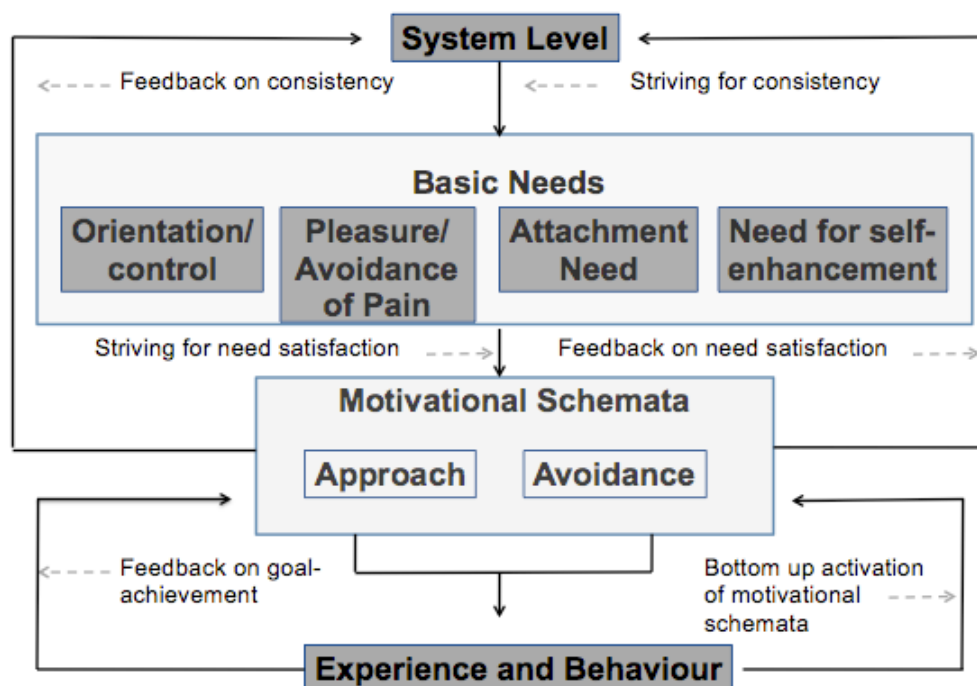 System Level
Feedback on consistency
Striving for consistency
Basic Needs
Orientation/
control
Pleasure/
Avoidance
of Pain
Attachment
Need
Need for self-
enhancement
Striving for need satisfaction
Feedback on need satisfaction
Motivational Schemata
Approach
Avoidance
Feedback on goal-
achievement
Bottom up activation
of motivational
schemata
Experience and Behaviour